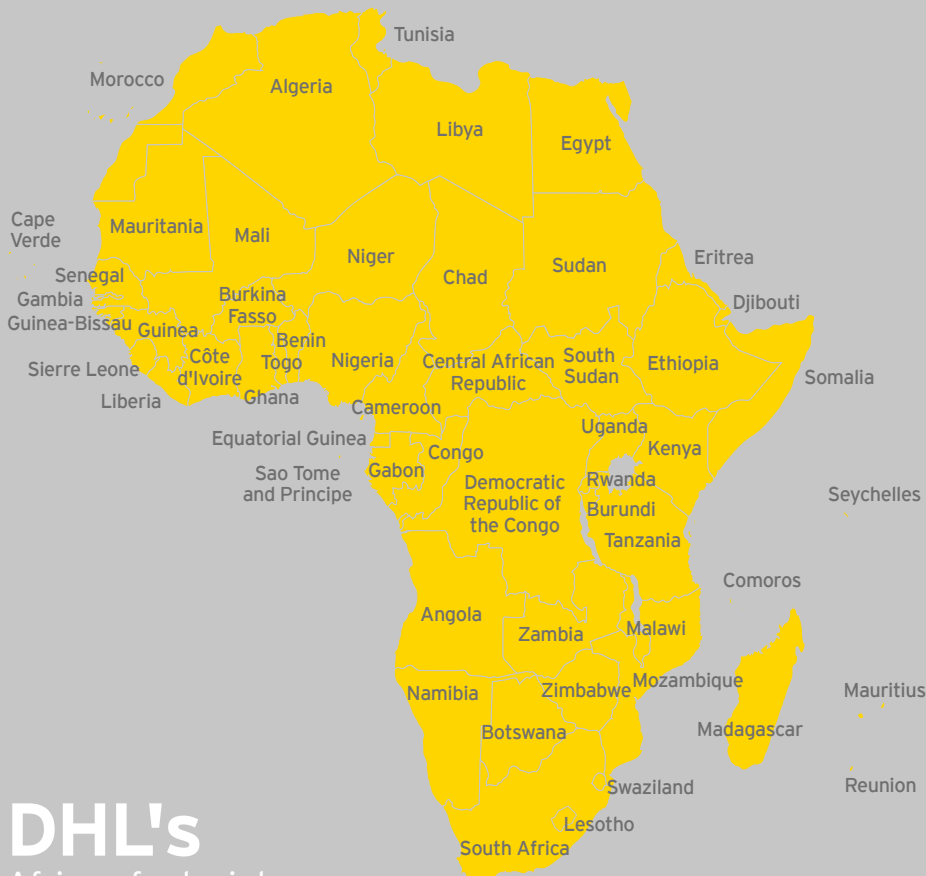 Tunisia
Morocco
Algeria
Libya
Egypt
Cape
Verde
Mauritania
Mali
Niger
Chad
Sudan
Eritrea
Senegal
Gambia
Guinea-Bissau
Guinea
Burkina
Fasso
Djibouti
Sierre Leone
Côte
d'Ivoire
Benin
Togo
Nigeria
Central African
Republic
South
Sudan
Ethiopia
Somalia
Liberia
Ghana
Cameroon
Equatorial Guinea
Congo
Uganda
Kenya
Sao Tome
and Principe
Gabon
Democratic
Republic of
the Congo
Rwanda
Burundi
Seychelles
Tanzania
Comoros
Angola
Zambia
Malawi
Namibia
Zimbabwe
Mozambique
Mauritius
Botswana
Madagascar
Swaziland
Reunion
Lesotho
South Africa
DHL's